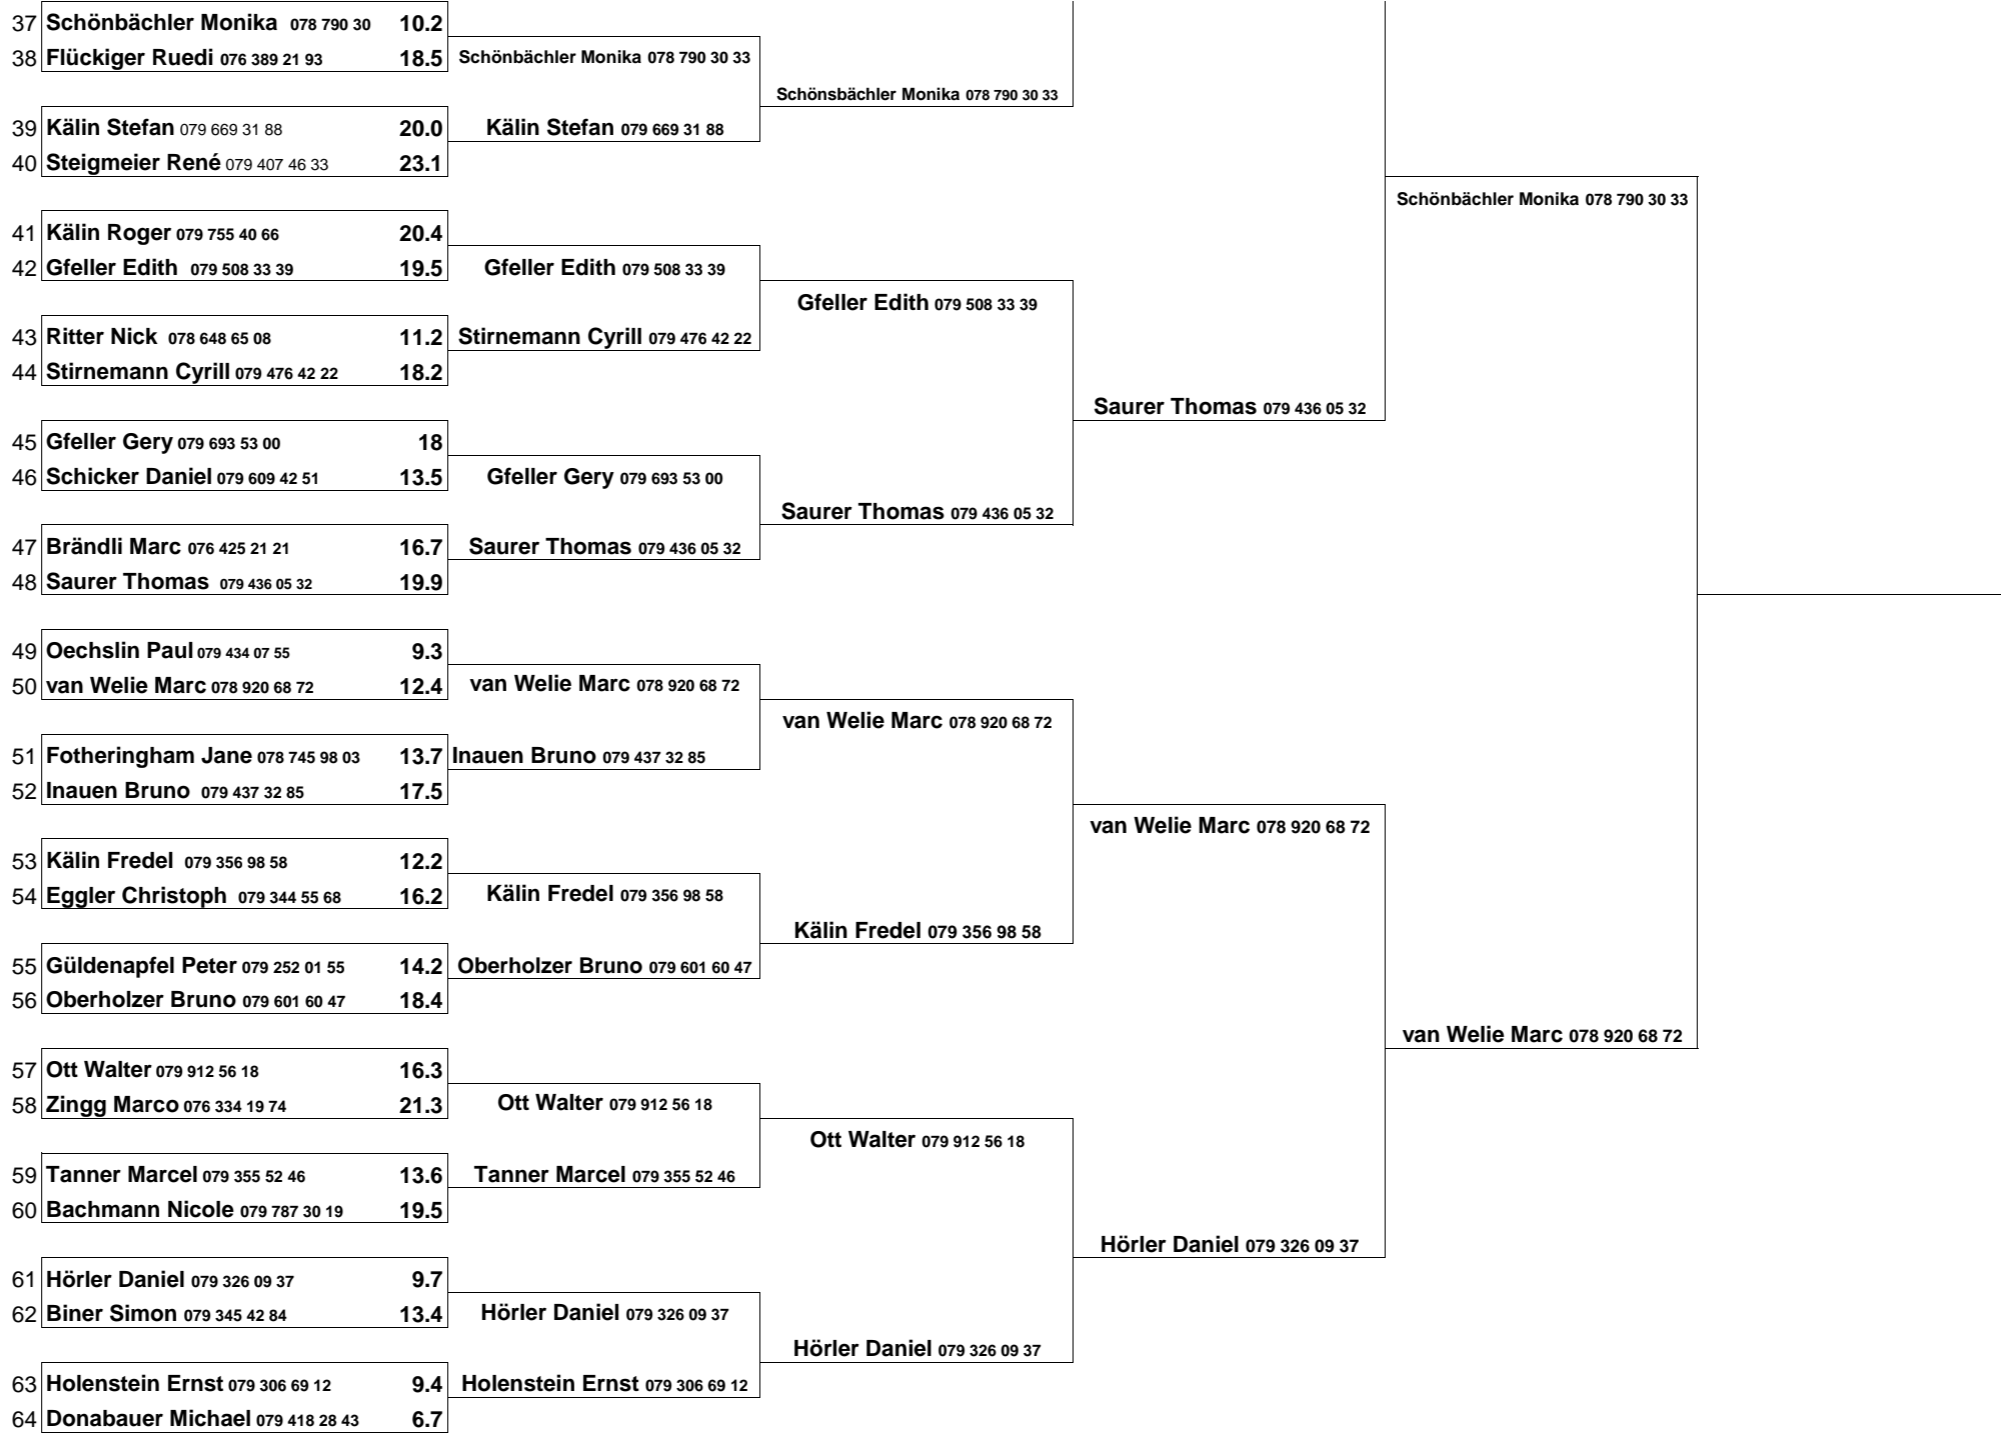 37 Schönbächler Monika 078 790 30 10.2
38 Flückiger Ruedi 076 389 21 93 18.5 Schönbächler Monika 078 790 30 33
Schönsbächler Monika 078 790 30 33
39 Kälin Stefan 079 669 31 88 20.0 Kälin Stefan 079 669 31 88
40 Steigmeier René 079 407 46 33 23.1
Schönbächler Monika 078 790 30 33
41 Kälin Roger 079 755 40 66 20.4
42 Gfeller Edith 079 508 33 39 19.5 Gfeller Edith 079 508 33 39
Gfeller Edith 079 508 33 39
43 Ritter Nick 078 648 65 08 11.2 Stirnemann Cyrill 079 476 42 22
44 Stirnemann Cyrill 079 476 42 22 18.2
Saurer Thomas 079 436 05 32
45 Gfeller Gery 079 693 53 00 18
46 Schicker Daniel 079 609 42 51 13.5 Gfeller Gery 079 693 53 00
Saurer Thomas 079 436 05 32
47 Brändli Marc 076 425 21 21 16.7 Saurer Thomas 079 436 05 32
48 Saurer Thomas 079 436 05 32 19.9
49 Oechslin Paul 079 434 07 55 9.3
50 van Welie Marc 078 920 68 72 12.4 van Welie Marc 078 920 68 72
van Welie Marc 078 920 68 72
51 Fotheringham Jane 078 745 98 03 13.7 Inauen Bruno 079 437 32 85
52 Inauen Bruno 079 437 32 85 17.5
van Welie Marc 078 920 68 72
53 Kälin Fredel 079 356 98 58 12.2
54 Eggler Christoph 079 344 55 68 16.2 Kälin Fredel 079 356 98 58
Kälin Fredel 079 356 98 58
55 Güldenapfel Peter 079 252 01 55 14.2 Oberholzer Bruno 079 601 60 47
56 Oberholzer Bruno 079 601 60 47 18.4
van Welie Marc 078 920 68 72
57 Ott Walter 079 912 56 18 16.3
58 Zingg Marco 076 334 19 74 21.3 Ott Walter 079 912 56 18
Ott Walter 079 912 56 18
59 Tanner Marcel 079 355 52 46 13.6 Tanner Marcel 079 355 52 46
60 Bachmann Nicole 079 787 30 19 19.5
Hörler Daniel 079 326 09 37
61 Hörler Daniel 079 326 09 37 9.7
62 Biner Simon 079 345 42 84 13.4 Hörler Daniel 079 326 09 37
Hörler Daniel 079 326 09 37
63 Holenstein Ernst 079 306 69 12 9.4 Holenstein Ernst 079 306 69 12
64 Donabauer Michael 079 418 28 43 6.7